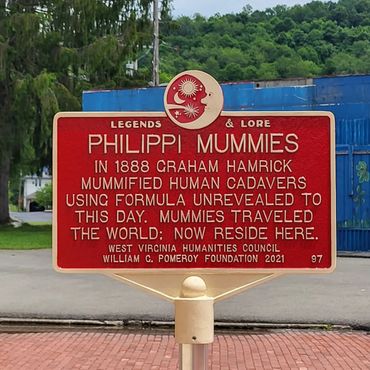 LEGENDS & LORE
PHILIPPI MUMMIES
IN 1888 GRAHAM HAMRICK
MUMMIFIED HUMAN CADAVERS
USING FORMULA UNREVEALED TO
THIS DAY. MUMMIES TRAVELED
THE WORLD; NOW RESIDE HERE.
WEST VIRGINIA HUMANITIES COUNCIL
WILLIAM G. POMEROY FOUNDATION 2021 97